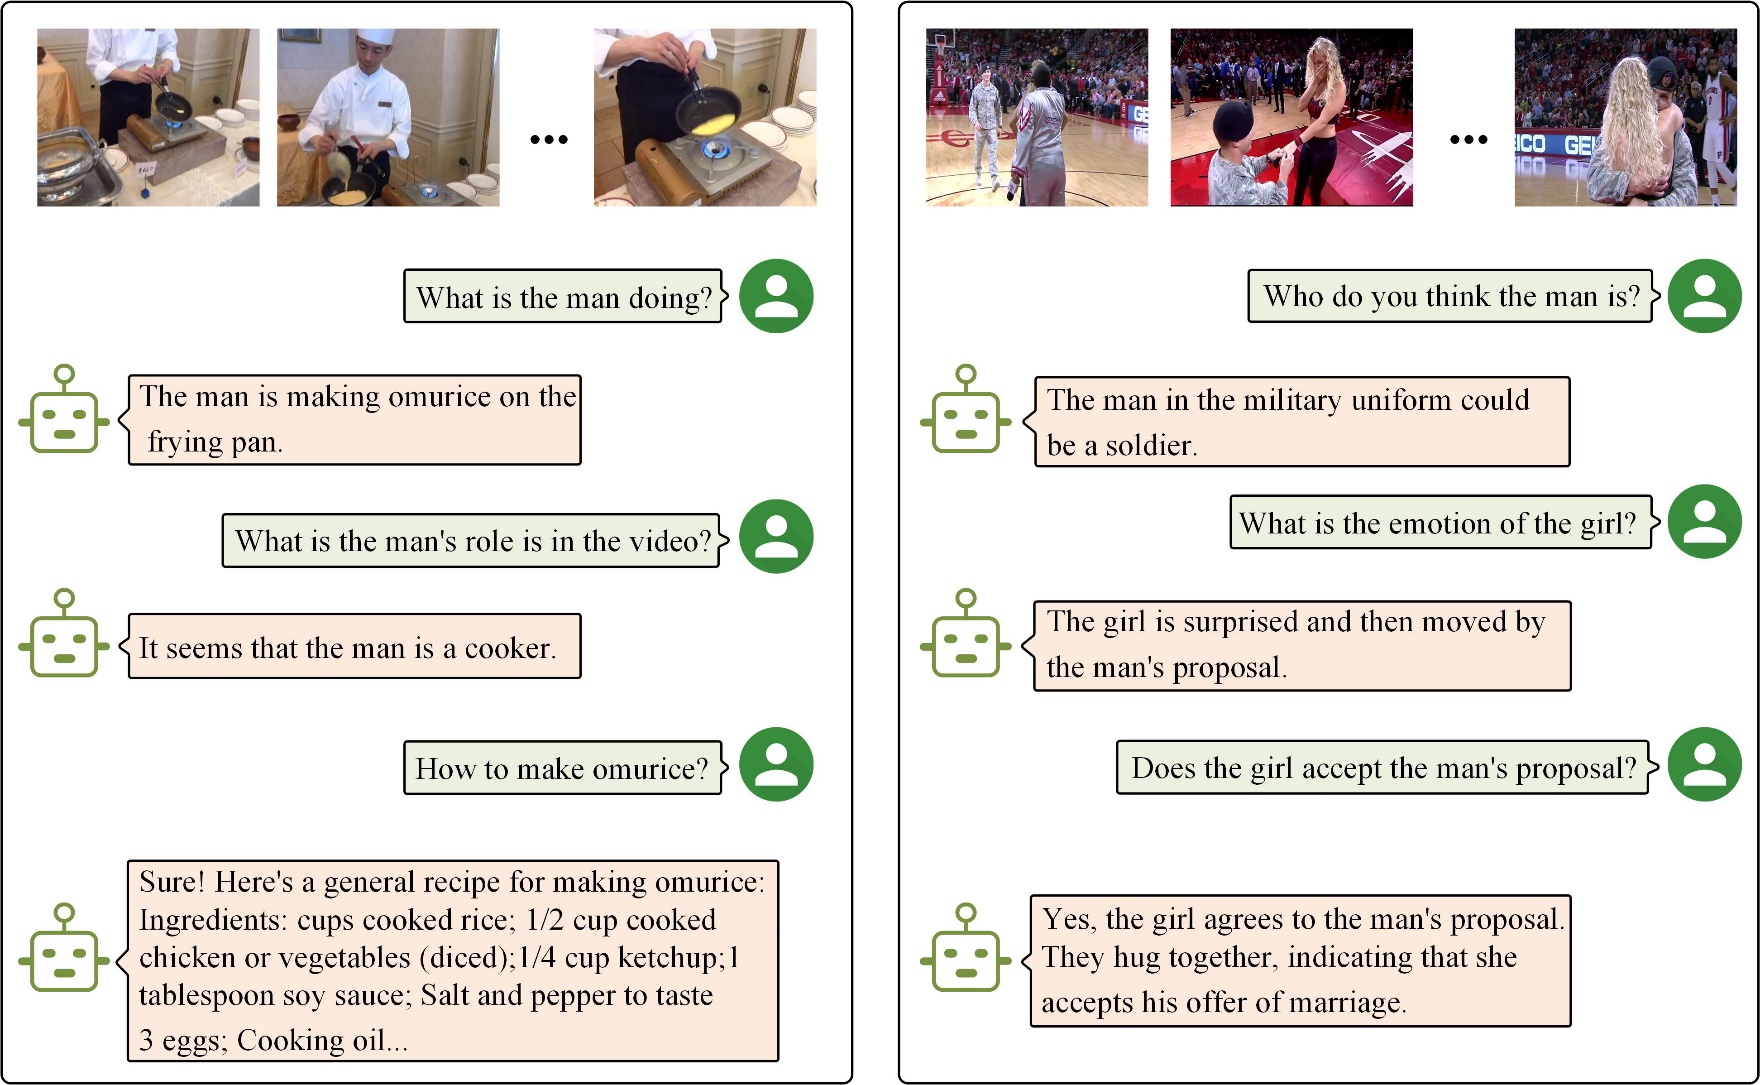 What is the man doing?
The man is making omurice on the
frying pan.
What is the man's role is in the video?
It seems that the man is a cooker.
How to make omurice?
Sure! Here's a general recipe for making omurice:
Ingredients: cups cooked rice; 1/2 cup cooked
chicken or vegetables (diced);1/4 cup ketchup;1
tablespoon soy sauce; Salt and pepper to taste
3 eggs; Cooking oil...
GEICO
ICO GEI
Who do you think the man is?
The man in the military uniform could
be a soldier.
What is the emotion of the girl?
The girl is surprised and then moved by
the man's proposal.
Does the girl accept the man's proposal?
Yes, the girl agrees to the man's proposal.
They hug together, indicating that she
accepts his offer of marriage.